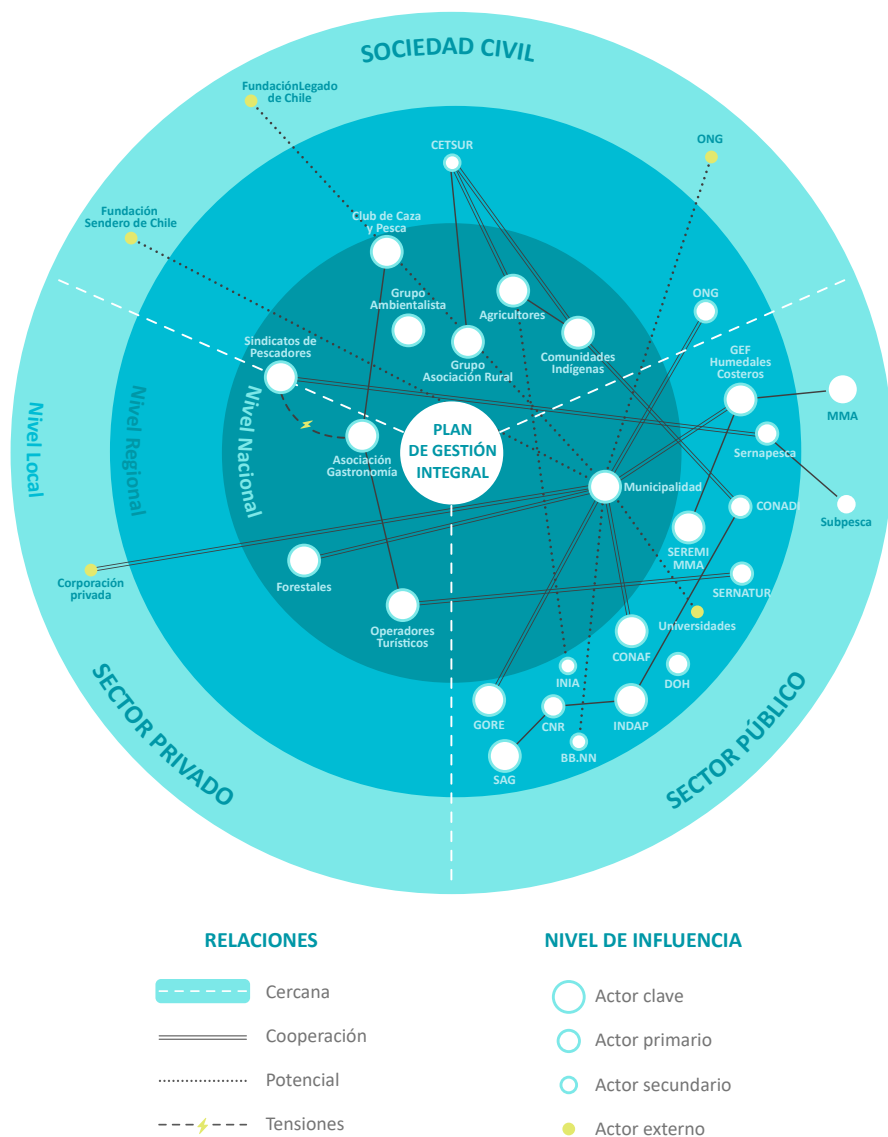 SOCIEDAD CIVIL
FundaciónLegado
de Chile
CETSUR
ONG
Fundación
Sendero de Chile
Club de Caza
y Pesca
Grupo
Ambientalista
Agricultores
ONG
Sindicatos de
Pescadores
Grupo
Asociación Rural
Comunidades
Indígenas
GEF
Humedales
Costeros
MMA
Nivel Local
Nivel Regional
Nivel Nacional
PLAN
DE GESTIÓN
INTEGRAL
Asociación
Gastronomía
Sernapesca
Municipalidad
CONADI
Subpesca
SEREMI
MMA
Corporación
privada
Forestales
SERNATUR
Operadores
Turísticos
Universidades
CONAF
INIA
DOH
GORE
CNR
INDAP
BB.NN
SAG
SECTOR PRIVADO
SECTOR PÚBLICO
RELACIONES
Cercana
Cooperación
Potencial
Tensiones
NIVEL DE INFLUENCIA
Actor clave
Actor primario
Actor secundario
Actor externo